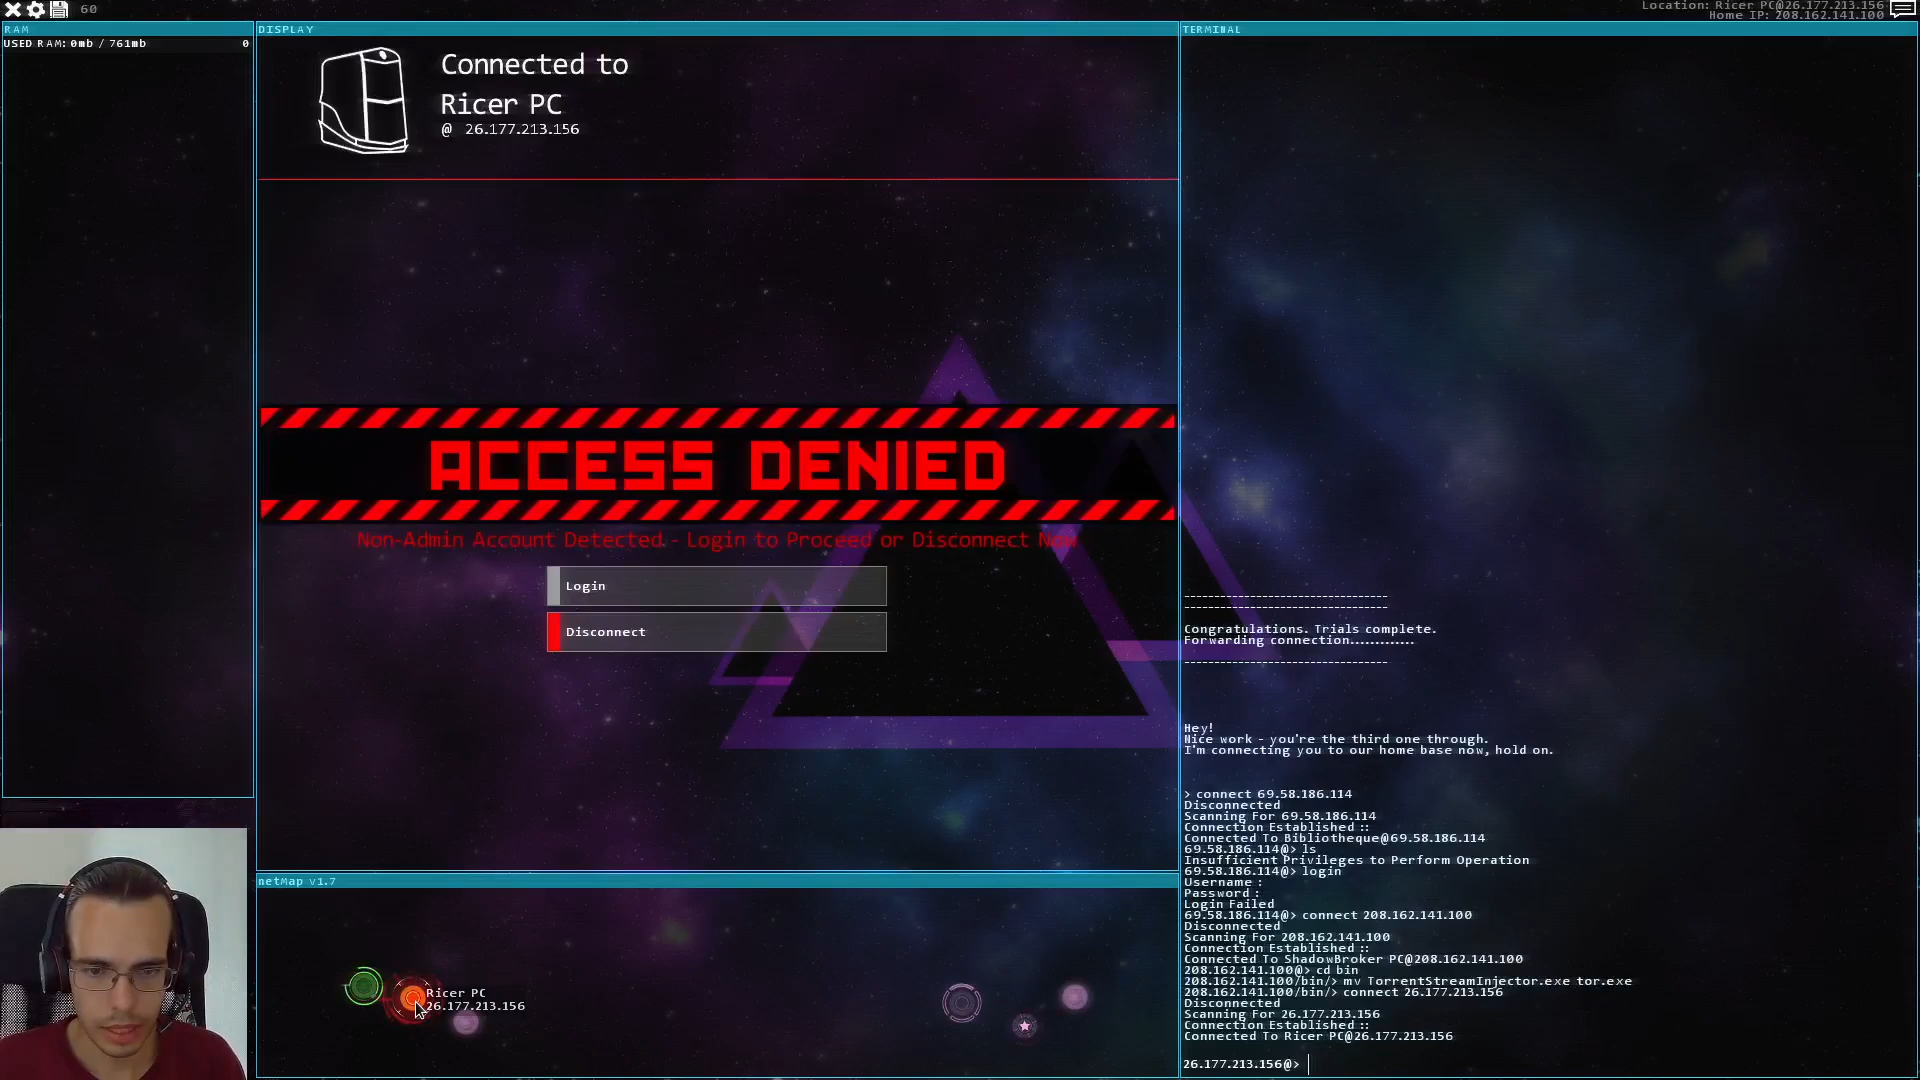 60
Location: Ricer PC@26.177.213.156
Home IP: 208.162.141.100
RAM
USED RAM: 0mb / 761mb
0
DISPLAY
Connected to
Ricer PC
@ 26.177.213.156
ACCESS DENIED
Non-Admin Account Detected - Login to Proceed or Disconnect Now
Login
Disconnect
netMap v1.7
Ricer PC
26.177.213.156
TERMINAL
----------------------------------
----------------------------------
Congratulations. Trials complete.
Forwarding connection.............
----------------------------------
Hey!
Nice work - you're the third one through.
I'm connecting you to our home base now, hold on.
> connect 69.58.186.114
Disconnected
Scanning For 69.58.186.114
Connection Established ::
Connected To Bibliotheque@69.58.186.114
69.58.186.114@> ls
Insufficient Privileges to Perform Operation
69.58.186.114@> login
Username :
Password :
Login Failed
69.58.186.114@> connect 208.162.141.100
Disconnected
Scanning For 208.162.141.100
Connection Established ::
Connected To ShadowBroker PC@208.162.141.100
208.162.141.100@> cd bin
208.162.141.100/bin/> mv TorrentStreamInjector.exe tor.exe
208.162.141.100/bin/> connect 26.177.213.156
Disconnected
Scanning For 26.177.213.156
Connection Established ::
Connected To Ricer PC@26.177.213.156
26.177.213.156@>